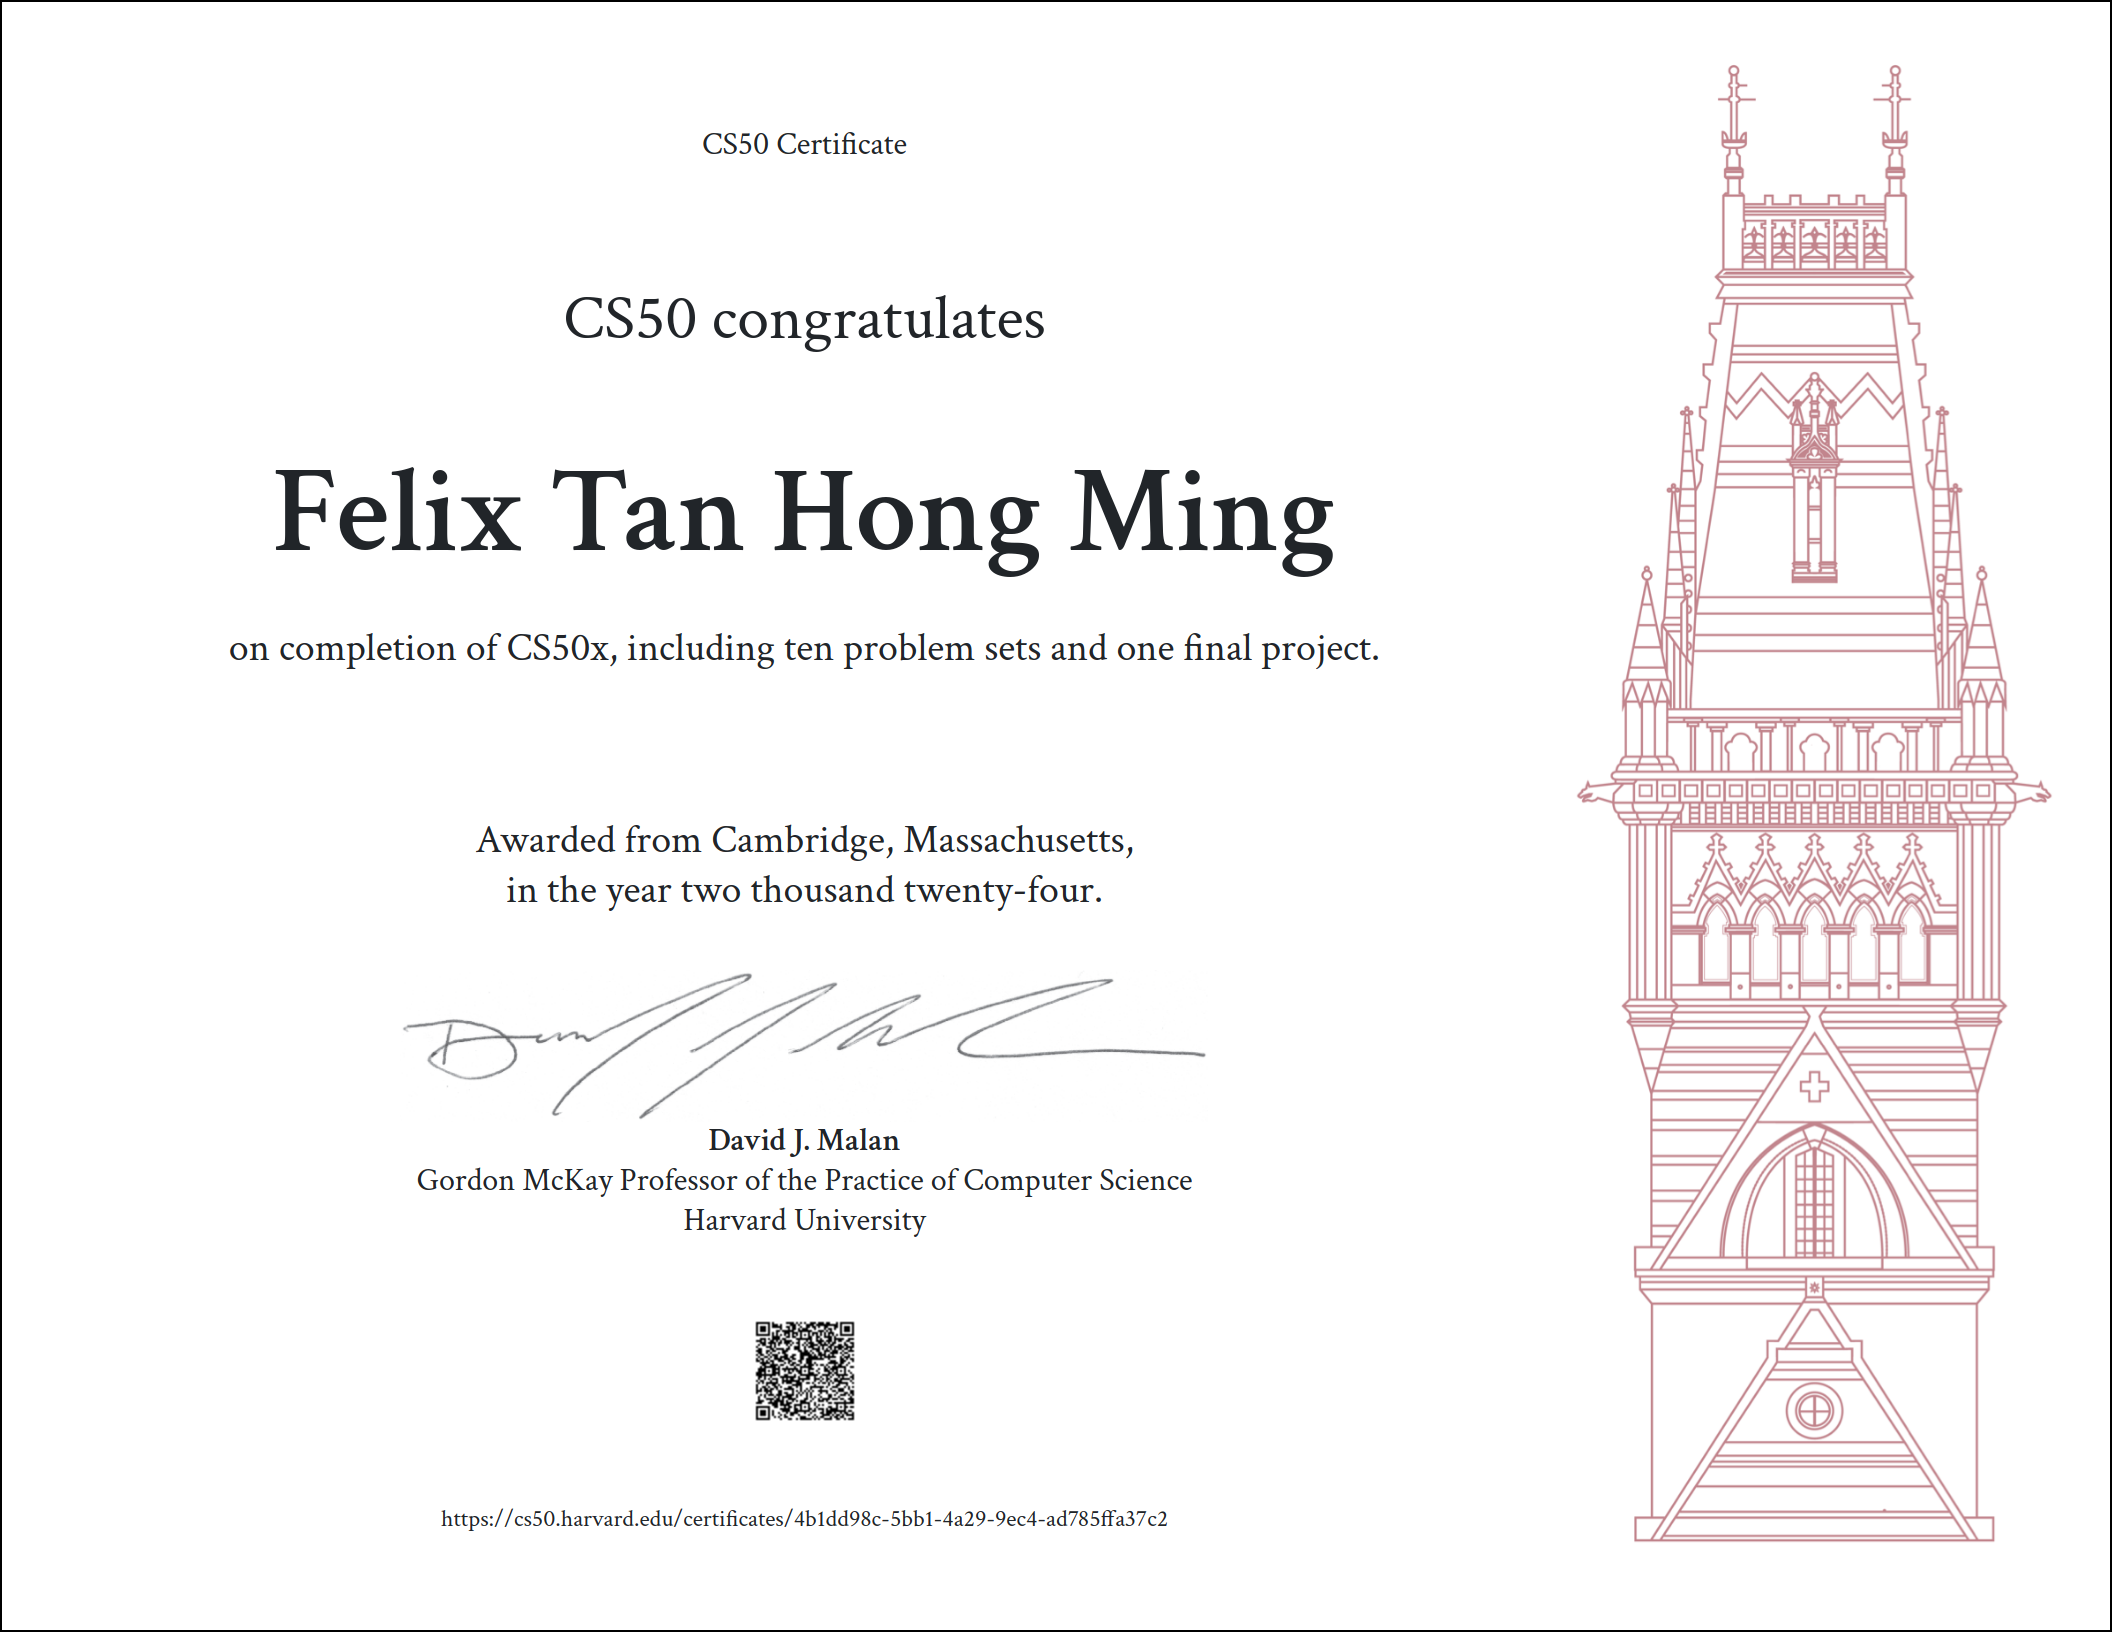 CS50 Certificate
CS50 congratulates
Felix Tan Hong Ming
on completion of CS50x, including ten problem sets and one final project.
Awarded from Cambridge, Massachusetts,
in the year two thousand twenty-four.
David J. Malan
Gordon McKay Professor of the Practice of Computer Science
Harvard University
https://cs50.harvard.edu/certificates/4b1dd98c-5bb1-4a29-9ec4-ad785ffa37c2